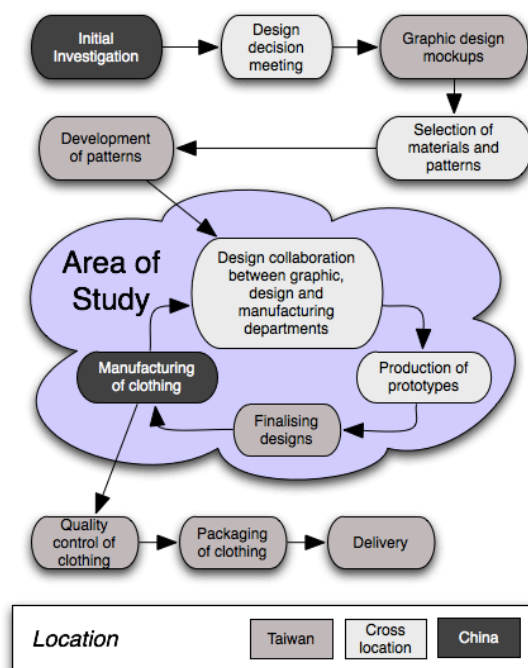 Initial
Investigation
Design
decision
meeting
Graphic design
mockups
Development
of patterns
Selection of
materials and
patterns
Area of
Study
Design collaboration
between graphic,
design and
manufacturing
departments
Manufacturing
of clothing
Production of
prototypes
Finalising
designs
Quality
control of
clothing
Packaging
of clothing
Delivery
Location
Taiwan
Cross
location
China